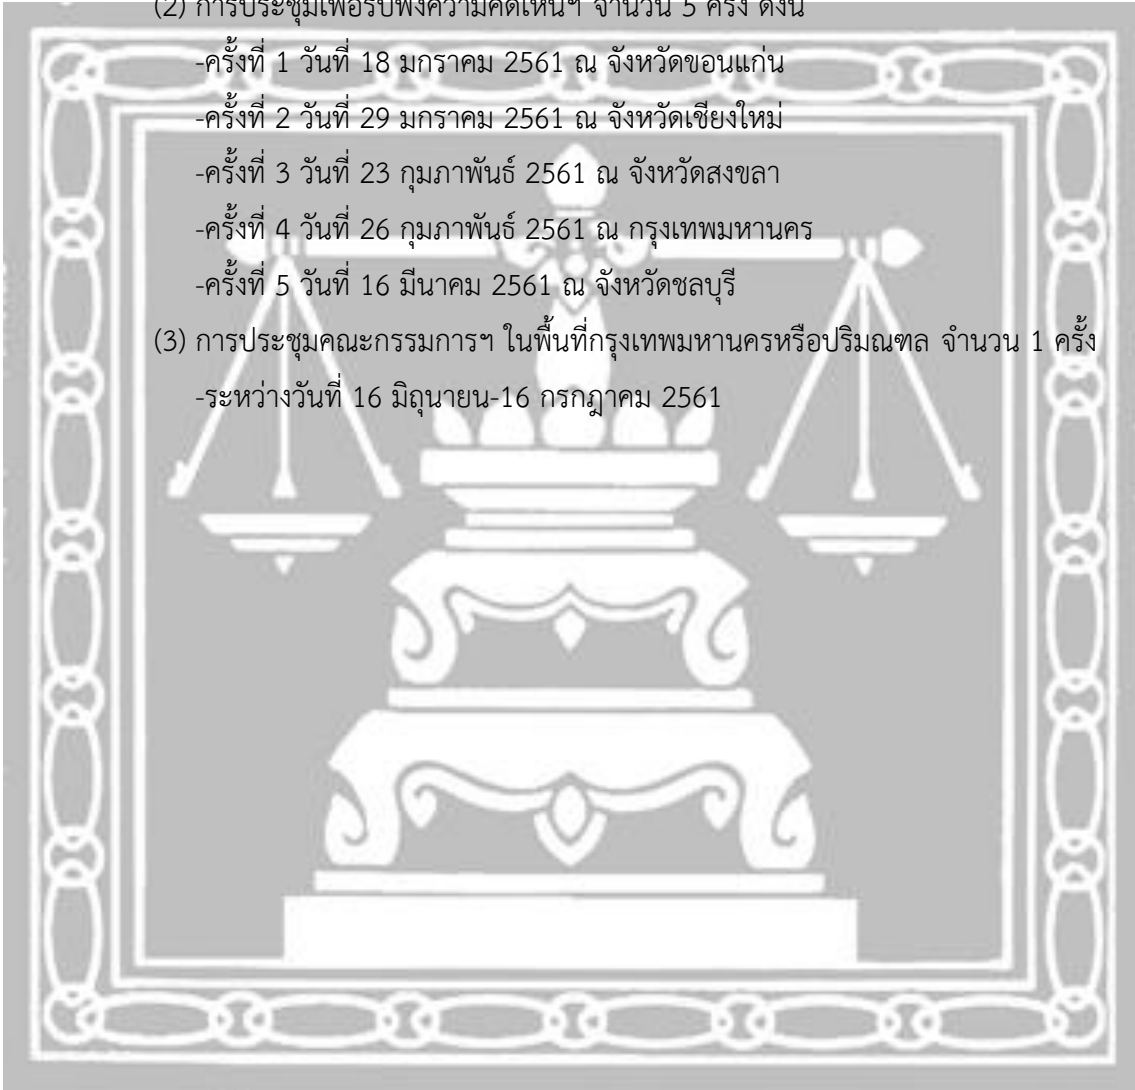 (2) การประชุมเพื่อรับฟังความคิดเห็นฯ จำนวน 5 ครั้ง ดังนี้
-ครั้งที่ 1 วันที่ 18 มกราคม 2561 ณ จังหวัดขอนแก่น
-ครั้งที่ 2 วันที่ 29 มกราคม 2561 ณ จังหวัดเชียงใหม่
-ครั้งที่ 3 วันที่ 23 กุมภาพันธ์ 2561 ณ จังหวัดสงขลา
-ครั้งที่ 4 วันที่ 26 กุมภาพันธ์ 2561 ณ กรุงเทพมหานคร
-ครั้งที่ 5 วันที่ 16 มีนาคม 2561 ณ จังหวัดชลบุรี
(3) การประชุมคณะกรรมการฯ ในพื้นที่กรุงเทพมหานครหรือปริมณฑล จำนวน 1 ครั้ง
-ระหว่างวันที่ 16 มิถุนายน-16 กรกฎาคม 2561